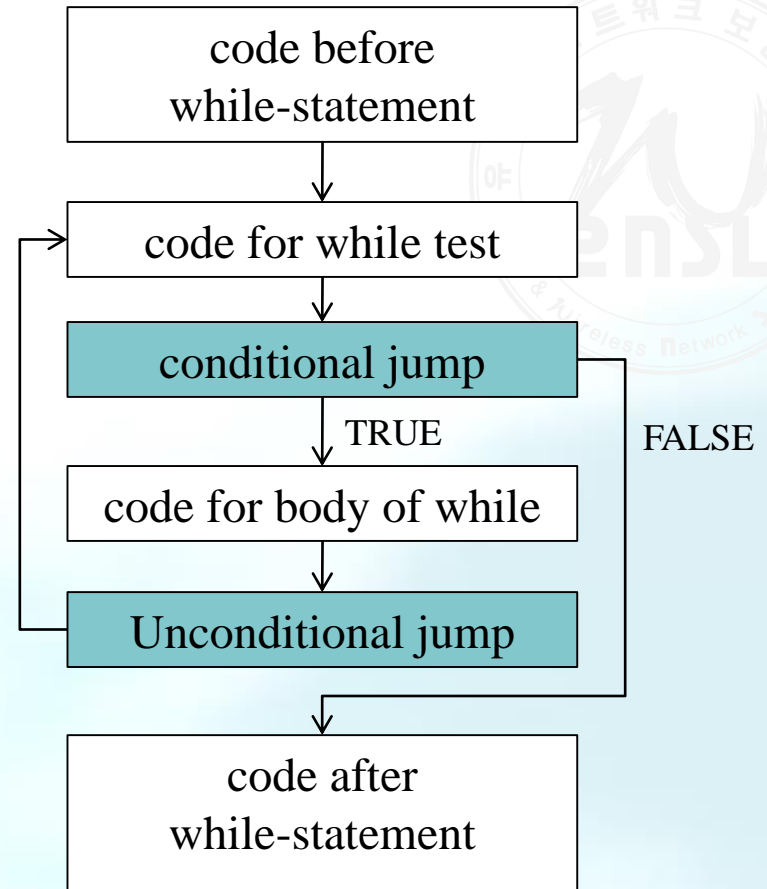 code before
while-statement
code for while test
conditional jump
TRUE
FALSE
code for body of while
Unconditional jump
code after
while-statement